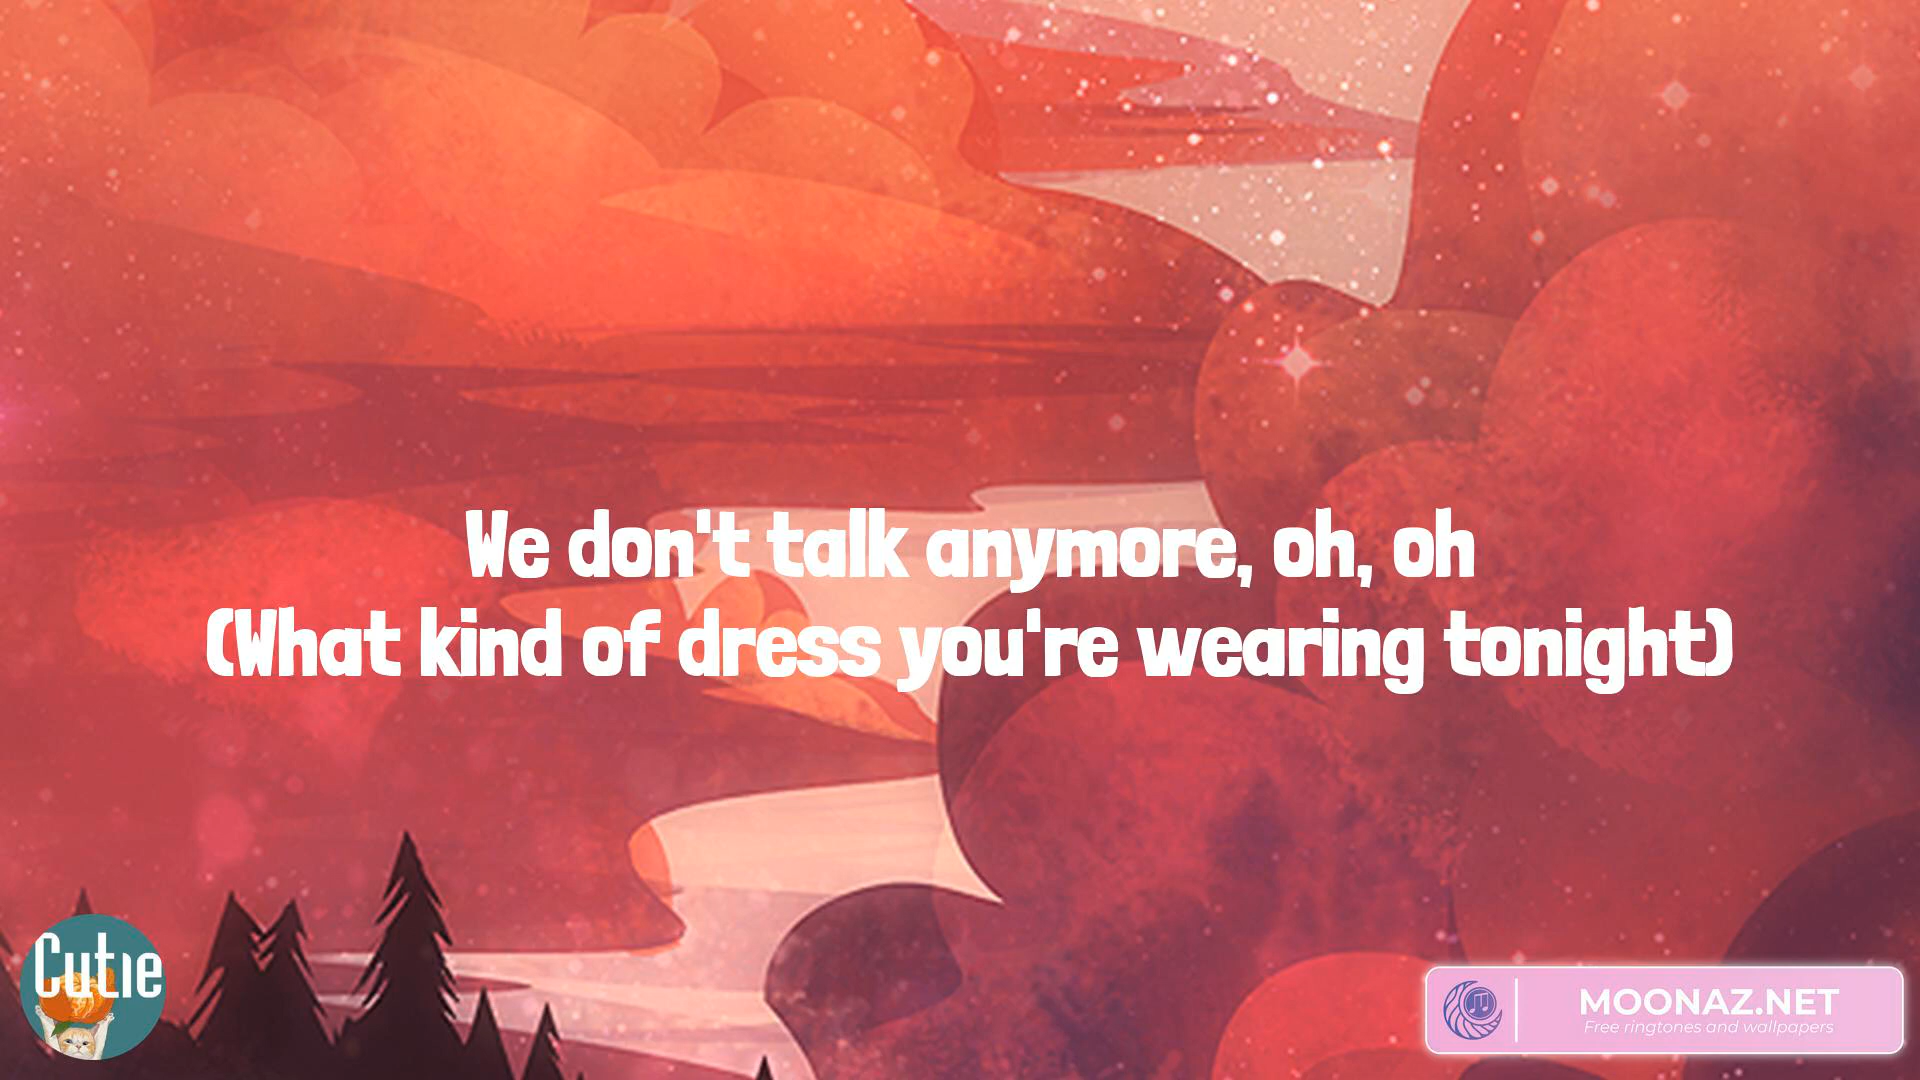 We don't talk anymore, oh, oh
(What kind of dress you're wearing tonight)
Cutie
MOONAZ.NET
Free ringtones and wallpapers